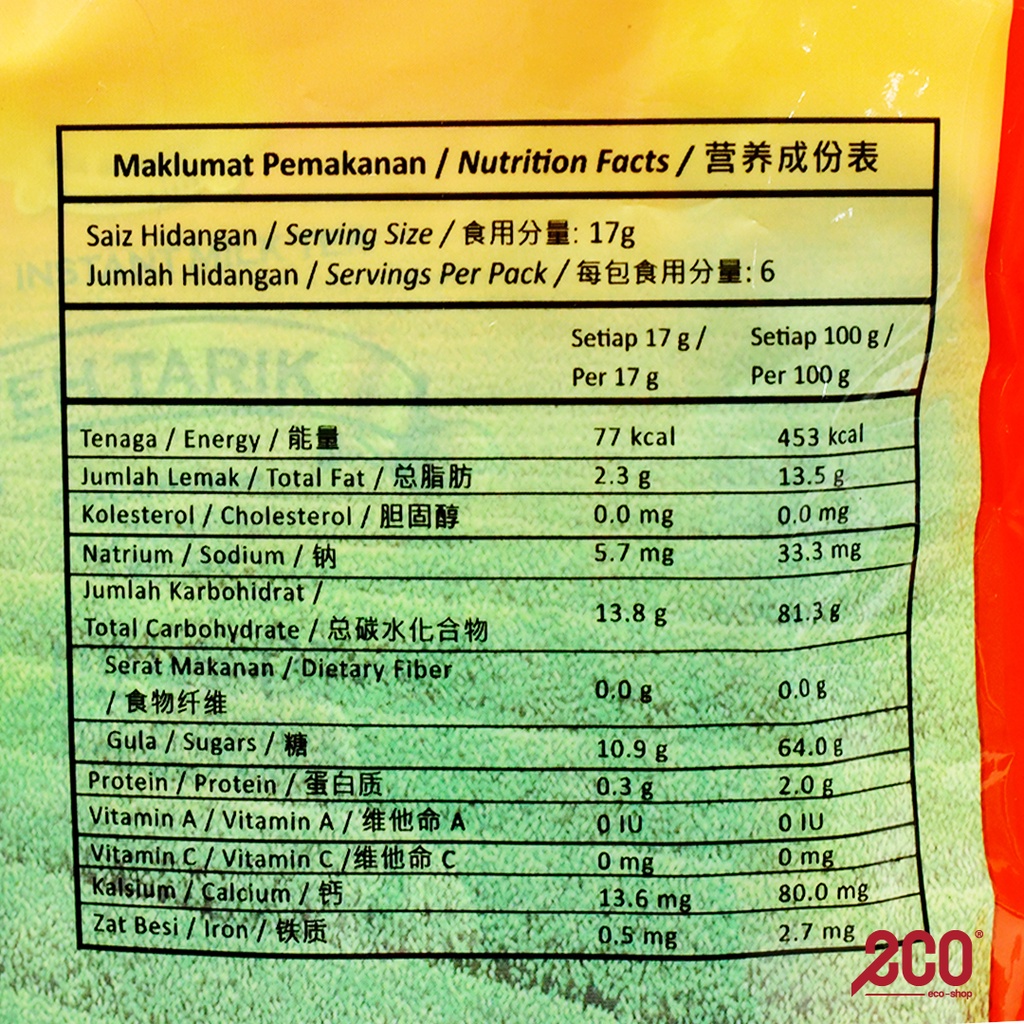 Maklumat Pemakanan / Nutrition Facts / 营养成份表
Saiz Hidangan / Serving Size / 食用分量: 17g
Jumlah Hidangan / Servings Per Pack / 每包食用分量: 6
Setiap 17 g / Setiap 100 g /
Per 17 g Per 100 g
Tenaga / Energy / 能量 77 kcal 453 kcal
Jumlah Lemak / Total Fat / 总脂肪 2.3 g 13.5 g
Kolesterol / Cholesterol / 胆固醇 0.0 mg 0.0 mg
Natrium / Sodium / 钠 5.7 mg 33.3 mg
Jumlah Karbohidrat /
Total Carbohydrate / 总碳水化合物 13.8 g 81.3 g
Serat Makanan / Dietary Fiber
/ 食物纤维 0.0 g 0.0 g
Gula / Sugars / 糖 10.9 g 64.0 g
Protein / Protein / 蛋白质 0.3 g 2.0 g
Vitamin A / Vitamin A / 维他命 A 0 IU 0 IU
Vitamin C / Vitamin C /维他命 C 0 mg 0 mg
Kalsium / Calcium / 钙 13.6 mg 80.0 mg
Zat Besi / Iron / 铁质 0.5 mg 2.7 mg
TEH TARIK
eco®
eco-shop